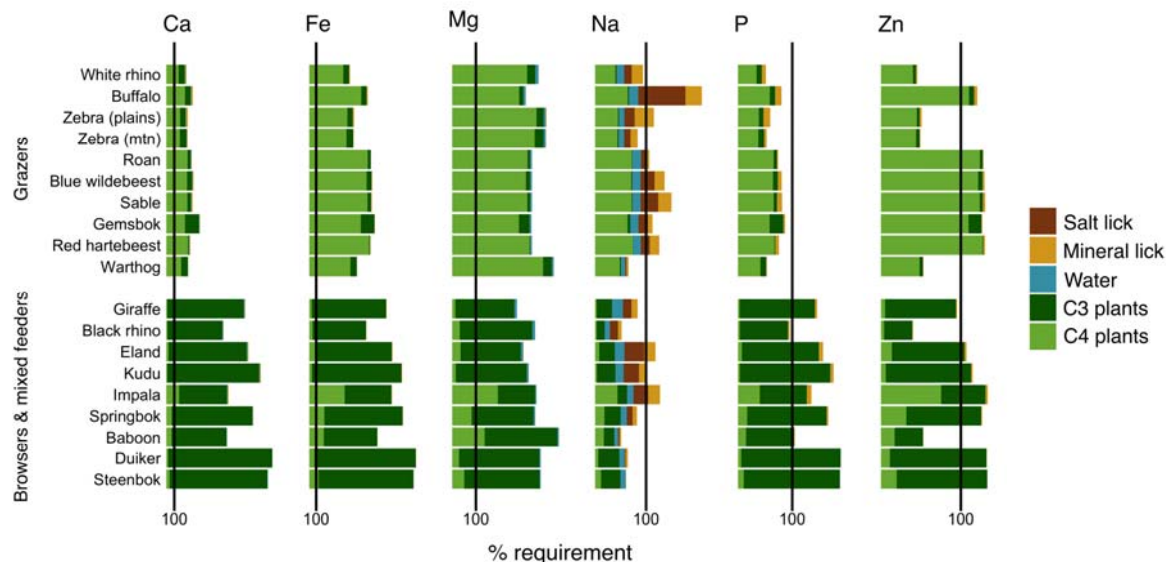 Ca Fe Mg Na P Zn
Grazers
White rhino
Buffalo
Zebra (plains)
Zebra (mtn)
Roan
Blue wildebeest
Sable
Gemsbok
Red hartebeest
Warthog
Browsers & mixed feeders
Giraffe
Black rhino
Eland
Kudu
Impala
Springbok
Baboon
Duiker
Steenbok
Salt lick
Mineral lick
Water
C3 plants
C4 plants
100 100 100 100 100 100
% requirement